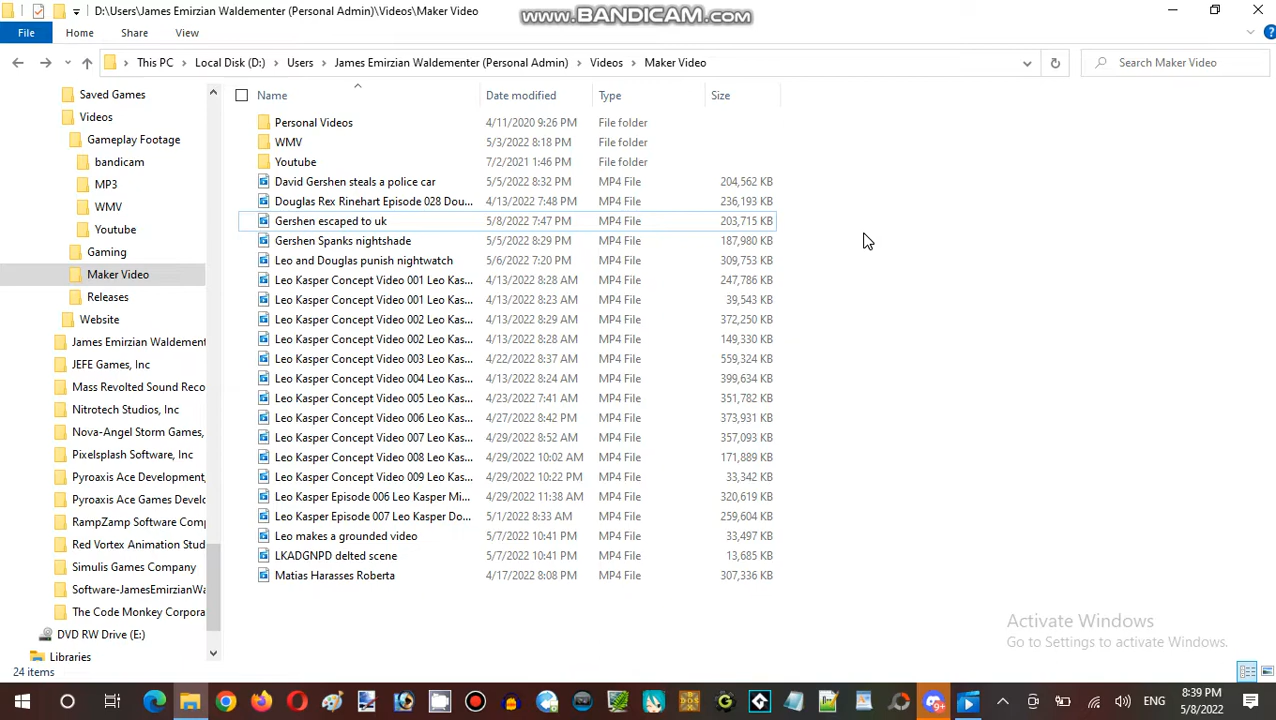 D:\Users\James Emirzian Waldementer (Personal Admin)\Videos\Maker Video
www.BANDICAM.com
File Home Share View
This PC Local Disk (D:) Users James Emirzian Waldementer (Personal Admin) Videos Maker Video
Search Maker Video
Saved Games
Videos
Gameplay Footage
bandicam
MP3
WMV
Youtube
Gaming
Maker Video
Releases
Website
James Emirzian Waldement
JEFE Games, Inc
Mass Revolted Sound Reco
Nitrotech Studios, Inc
Nova-Angel Storm Games,
Pixelsplash Software, Inc
Pyroaxis Ace Development,
Pyroaxis Ace Games Develo
RampZamp Software Comp
Red Vortex Animation Stud
Simulis Games Company
Software-JamesEmirzianWa
The Code Monkey Corpora
DVD RW Drive (E:)
Libraries
Name Date modified Type Size
Personal Videos 4/11/2020 9:26 PM File folder
WMV 5/3/2022 8:18 PM File folder
Youtube 7/2/2021 1:46 PM File folder
David Gershen steals a police car 5/5/2022 8:32 PM MP4 File 204,562 KB
Douglas Rex Rinehart Episode 028 Dou... 4/13/2022 7:48 PM MP4 File 236,193 KB
Gershen escaped to uk 5/8/2022 7:47 PM MP4 File 203,715 KB
Gershen Spanks nightshade 5/5/2022 8:29 PM MP4 File 187,980 KB
Leo and Douglas punish nightwatch 5/6/2022 7:20 PM MP4 File 309,753 KB
Leo Kasper Concept Video 001 Leo Kas... 4/13/2022 8:28 AM MP4 File 247,786 KB
Leo Kasper Concept Video 001 Leo Kas... 4/13/2022 8:23 AM MP4 File 39,543 KB
Leo Kasper Concept Video 002 Leo Kas... 4/13/2022 8:29 AM MP4 File 372,250 KB
Leo Kasper Concept Video 002 Leo Kas... 4/13/2022 8:28 AM MP4 File 149,330 KB
Leo Kasper Concept Video 003 Leo Kas... 4/22/2022 8:37 AM MP4 File 559,324 KB
Leo Kasper Concept Video 004 Leo Kas... 4/13/2022 8:24 AM MP4 File 399,634 KB
Leo Kasper Concept Video 005 Leo Kas... 4/23/2022 7:41 AM MP4 File 351,782 KB
Leo Kasper Concept Video 006 Leo Kas... 4/27/2022 8:42 PM MP4 File 373,931 KB
Leo Kasper Concept Video 007 Leo Kas... 4/29/2022 8:52 AM MP4 File 357,093 KB
Leo Kasper Concept Video 008 Leo Kas... 4/29/2022 10:02 AM MP4 File 171,889 KB
Leo Kasper Concept Video 009 Leo Kas... 4/29/2022 10:22 PM MP4 File 33,342 KB
Leo Kasper Episode 006 Leo Kasper Mi... 4/29/2022 11:38 AM MP4 File 320,619 KB
Leo Kasper Episode 007 Leo Kasper Do... 5/1/2022 8:33 AM MP4 File 259,604 KB
Leo makes a grounded video 5/7/2022 10:41 PM MP4 File 33,497 KB
LKADGNPD delted scene 5/7/2022 10:41 PM MP4 File 13,685 KB
Matias Harasses Roberta 4/17/2022 8:08 PM MP4 File 307,336 KB
Activate Windows
Go to Settings to activate Windows.
24 items
DOS
9+
ENG
8:39 PM
5/8/2022